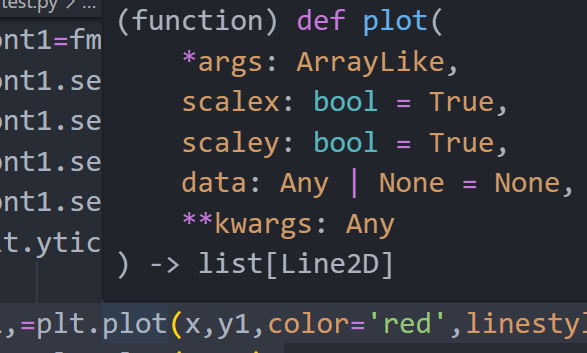 test.py > ...
(function) def plot(
ont1=fm
*args: ArrayLike,
ont1.se
scalex: bool = True,
ont1.se
scaley: bool = True,
ont1.se
data: Any | None = None,
ont1.se
**kwargs: Any
t.ytic
) -> list[Line2D]
,=plt.plot(x,y1,color='red',linestyl